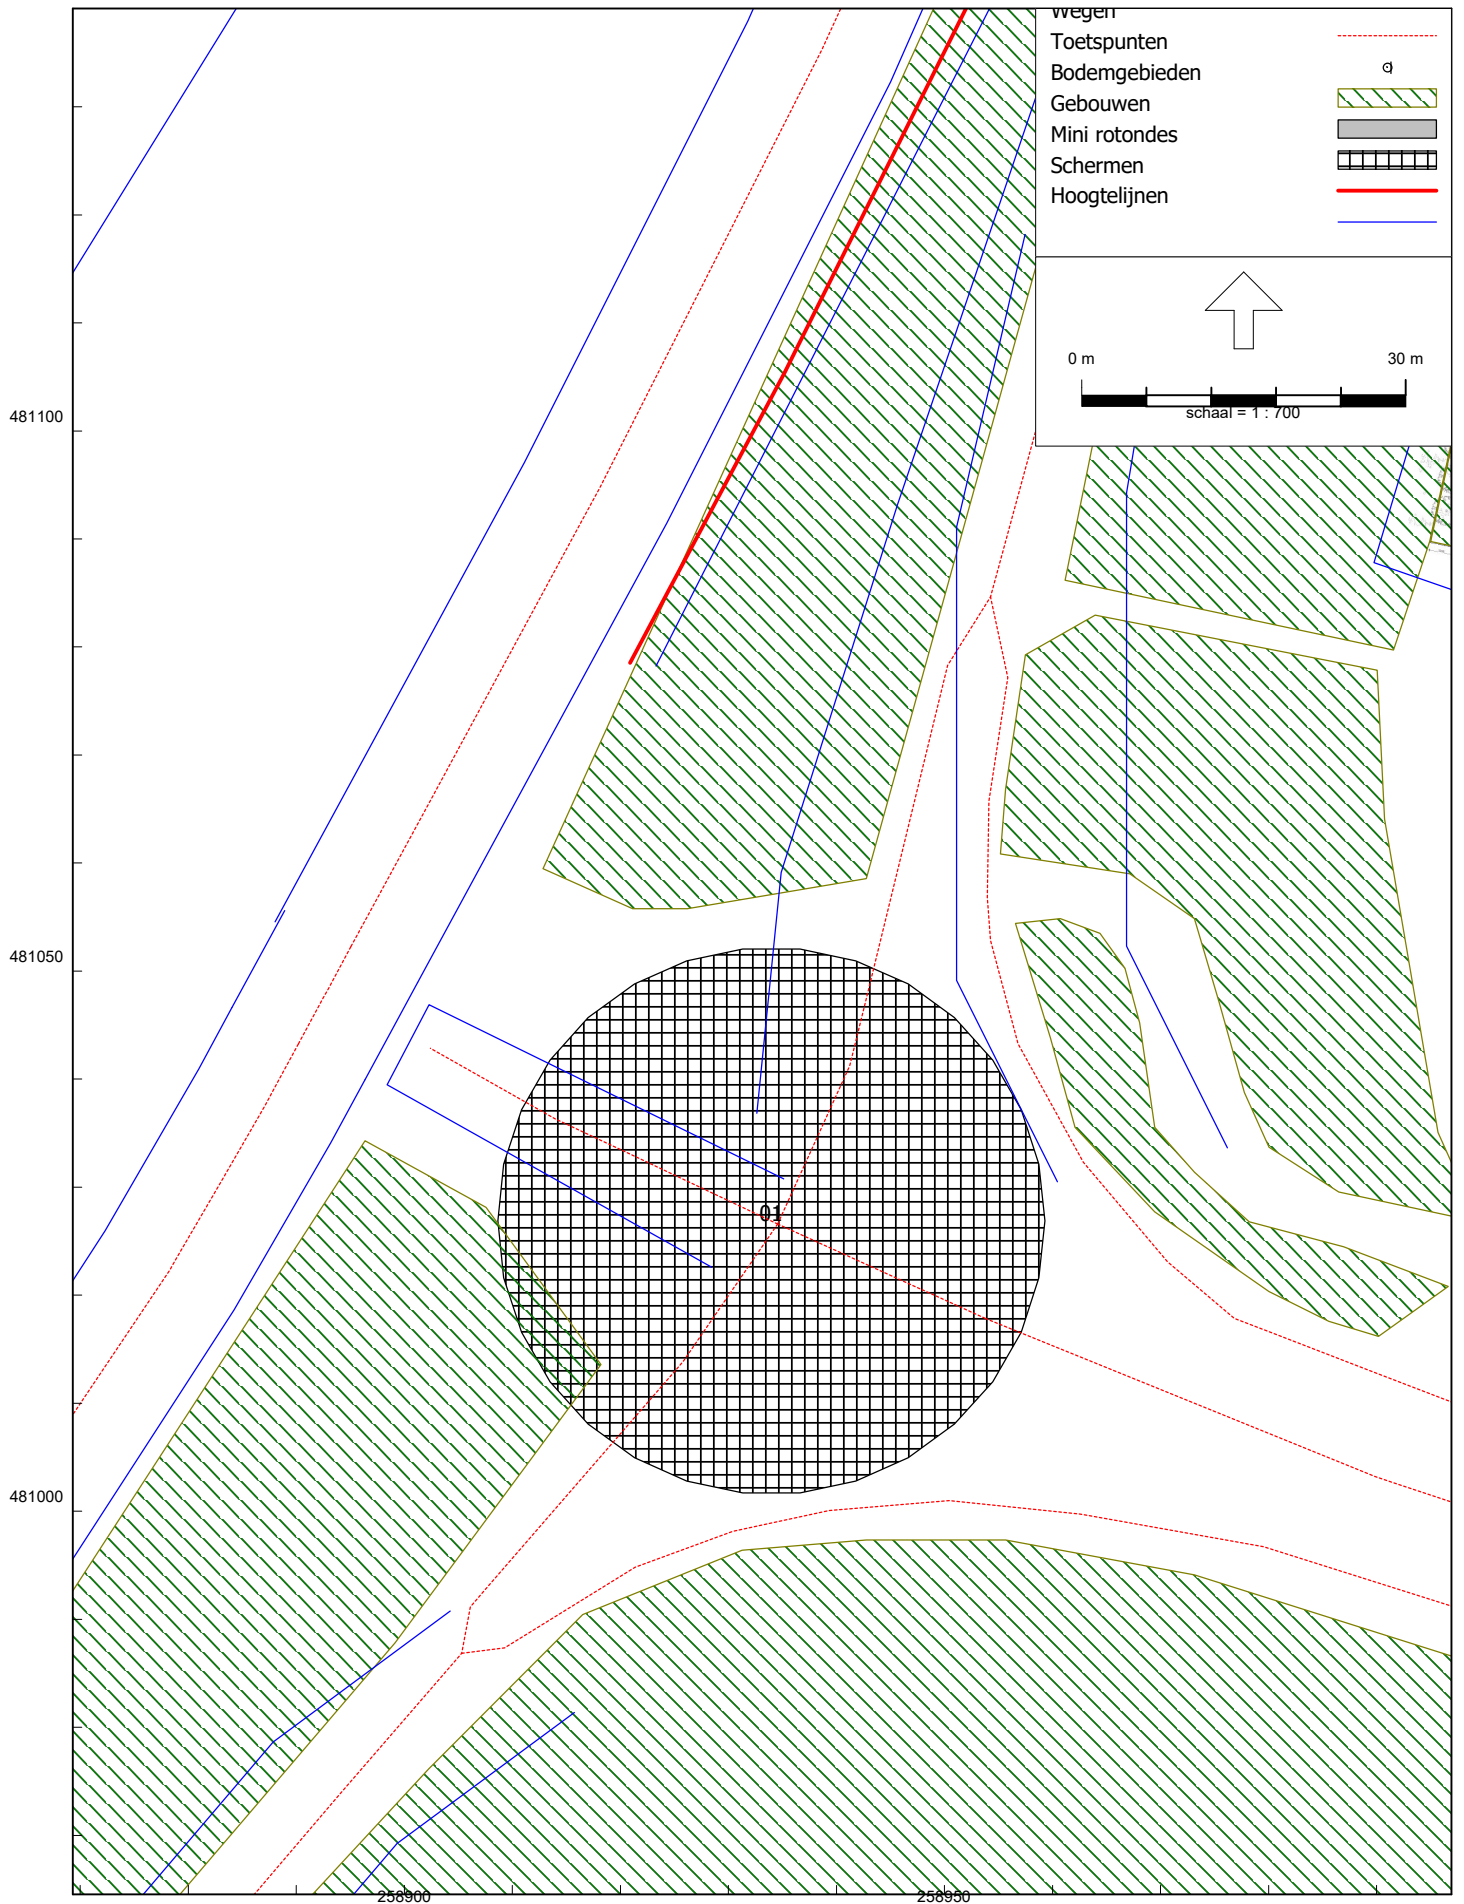 Wegen
Toetspunten
Bodemgebieden
Gebouwen
Mini rotondes
Schermen
Hoogtelijnen
0 m 30 m
schaal = 1 : 700
481100
481050
01
481000
258900 258950